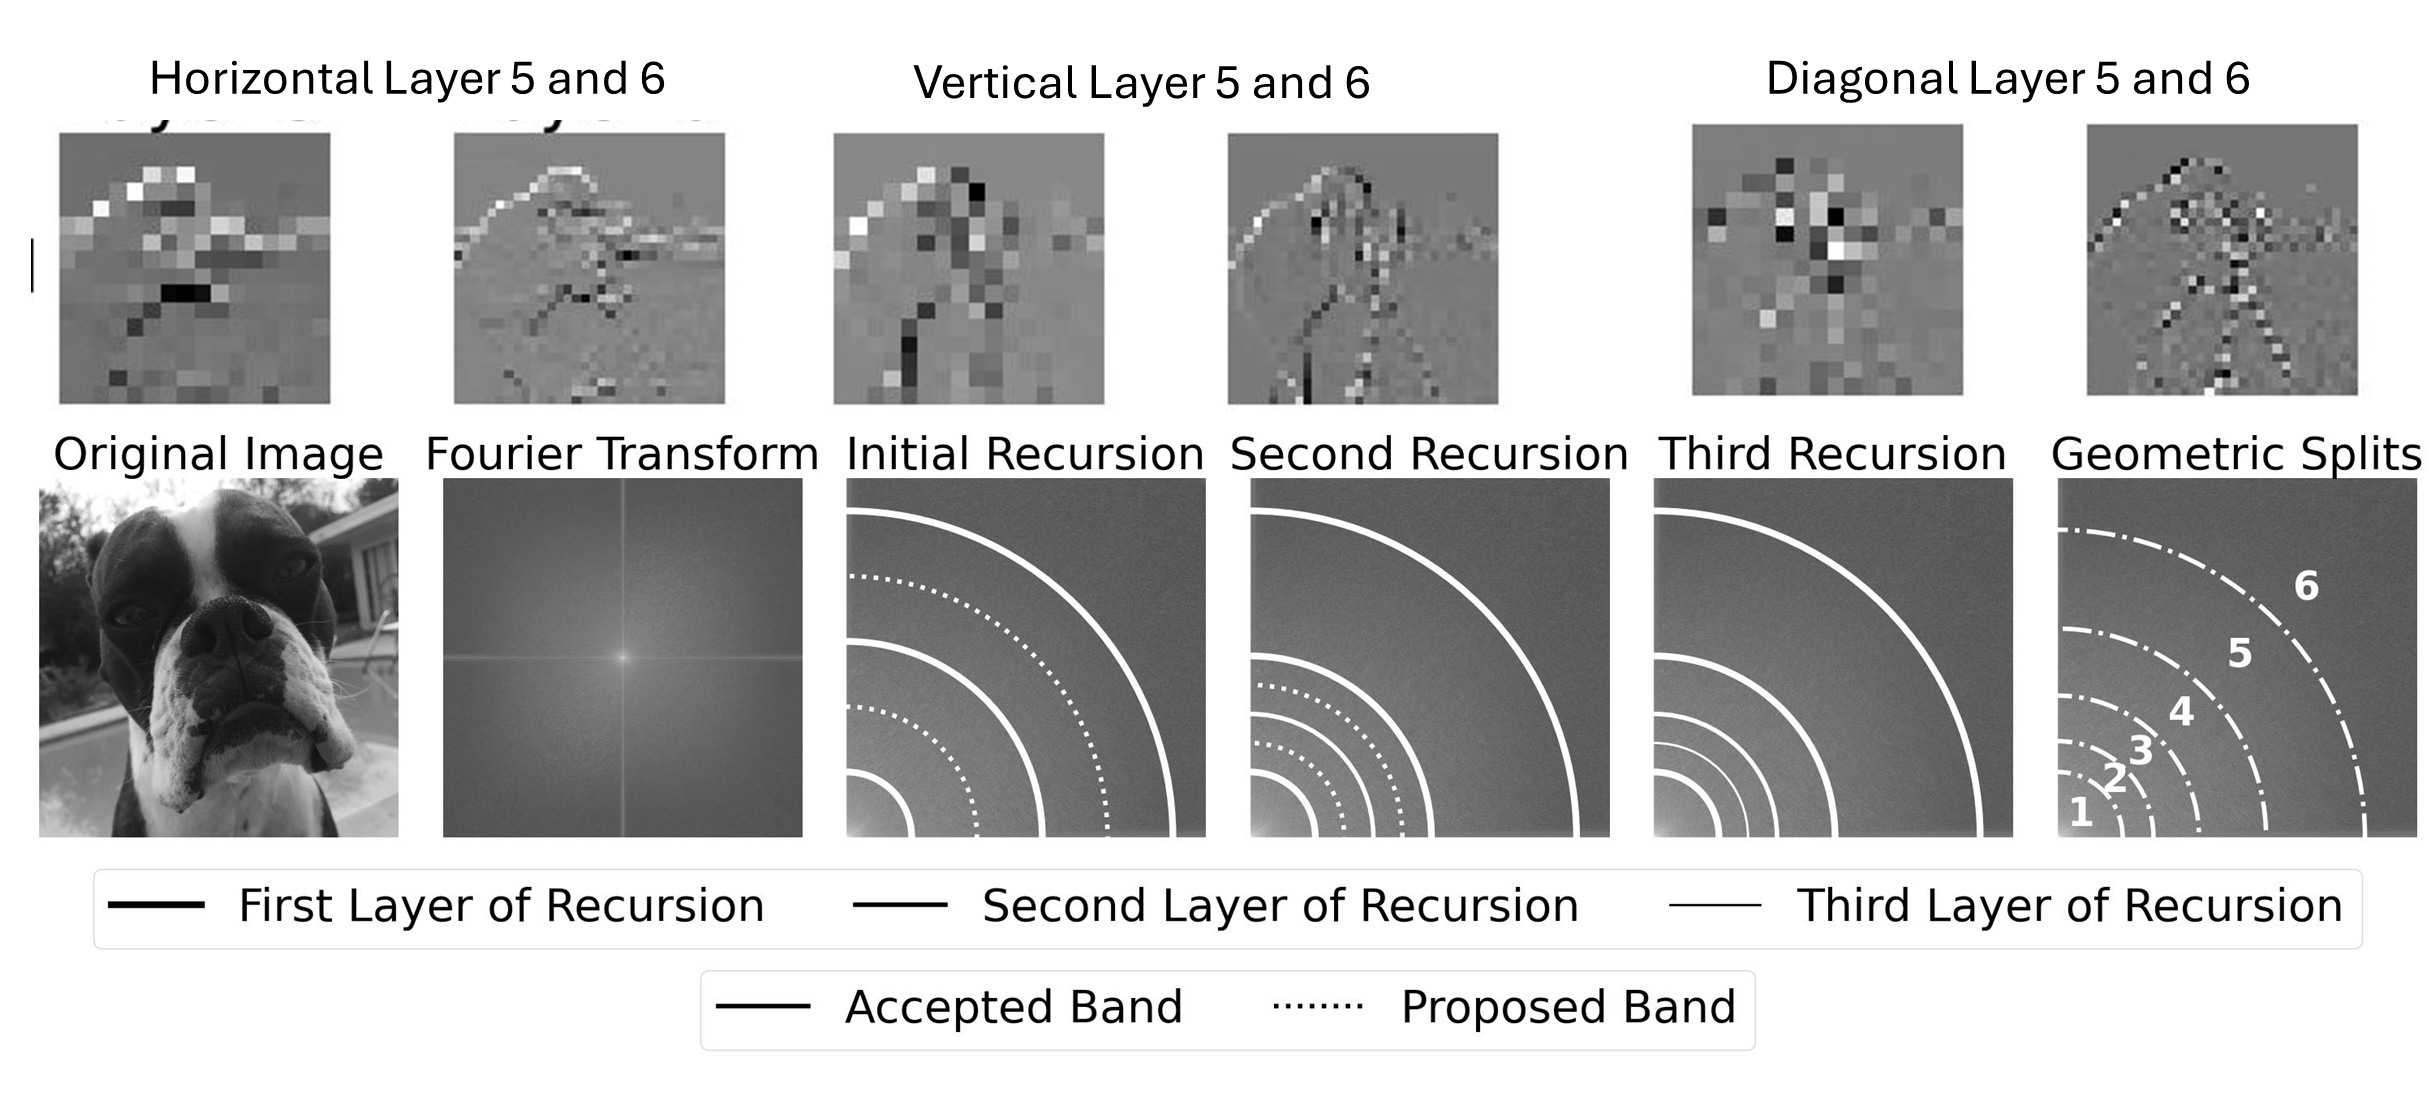 Horizontal Layer 5 and 6
Vertical Layer 5 and 6
Diagonal Layer 5 and 6
Original Image
Fourier Transform
Initial Recursion
Second Recursion
Third Recursion
Geometric Splits
6
5
4
3
2
1
First Layer of Recursion
Second Layer of Recursion
Third Layer of Recursion
Accepted Band
Proposed Band